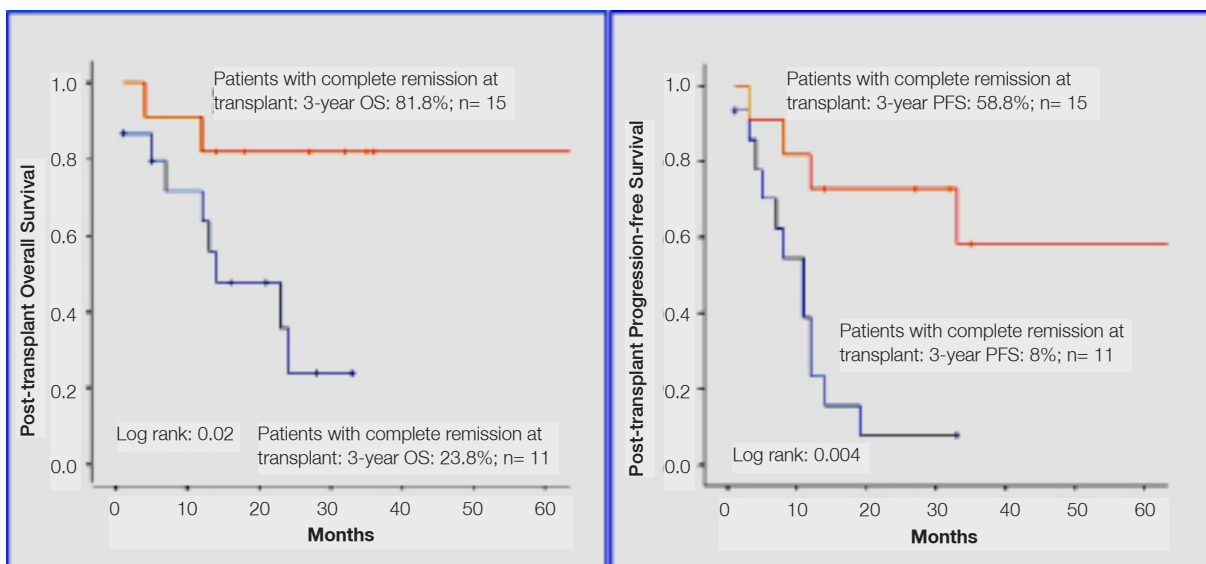 Post-transplant Overall Survival
1.0
0.8
0.6
0.4
0.2
0.0
Patients with complete remission at
transplant: 3-year OS: 81.8%; n= 15
Log rank: 0.02
Patients with complete remission at
transplant: 3-year OS: 23.8%; n= 11
0 10 20 30 40 50 60
Months
Post-transplant Progression-free Survival
1.0
0.8
0.6
0.4
0.2
0.0
Patients with complete remission at
transplant: 3-year PFS: 58.8%; n= 15
Patients with complete remission at
transplant: 3-year PFS: 8%; n= 11
Log rank: 0.004
0 10 20 30 40 50 60
Months